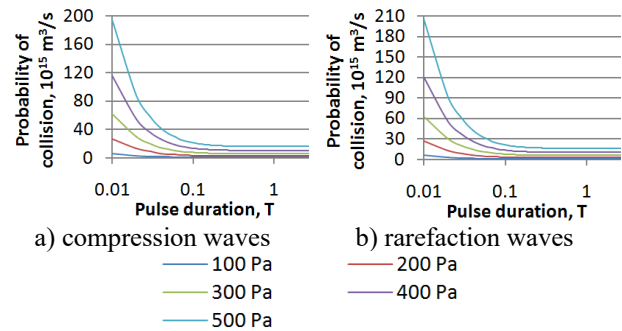 Probability of collision, 10¹⁵ m³/s
200
160
120
80
40
0
0.01 0.1 1
Pulse duration, T
a) compression waves
Probability of collision, 10¹⁵ m³/s
210
180
150
120
90
60
30
0
0.01 0.1 1
Pulse duration, T
b) rarefaction waves
100 Pa 200 Pa
300 Pa 400 Pa
500 Pa